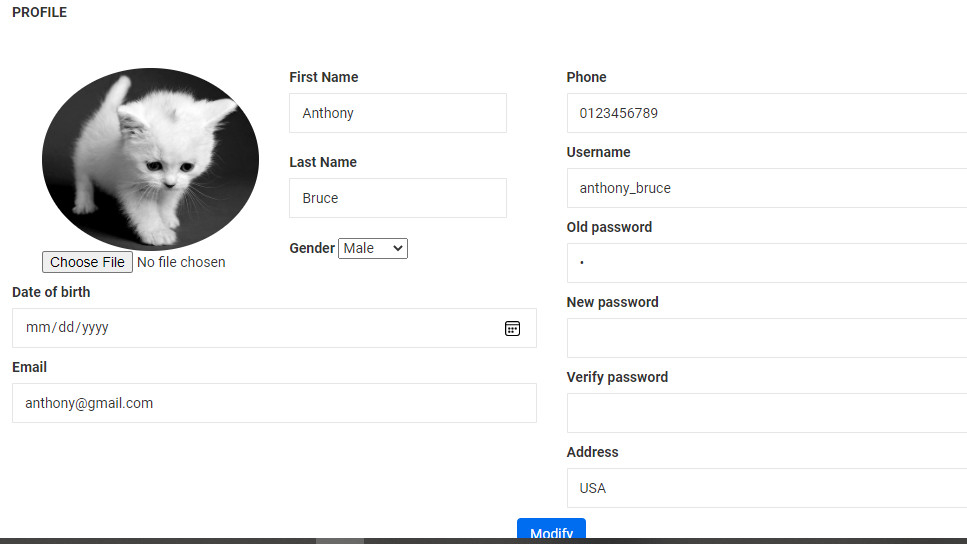 PROFILE
First Name
Anthony
Last Name
Bruce
Gender Male
Choose File No file chosen
Date of birth
mm/dd/yyyy
Email
anthony@gmail.com
Phone
0123456789
Username
anthony_bruce
Old password
•
New password
Verify password
Address
USA
Modify